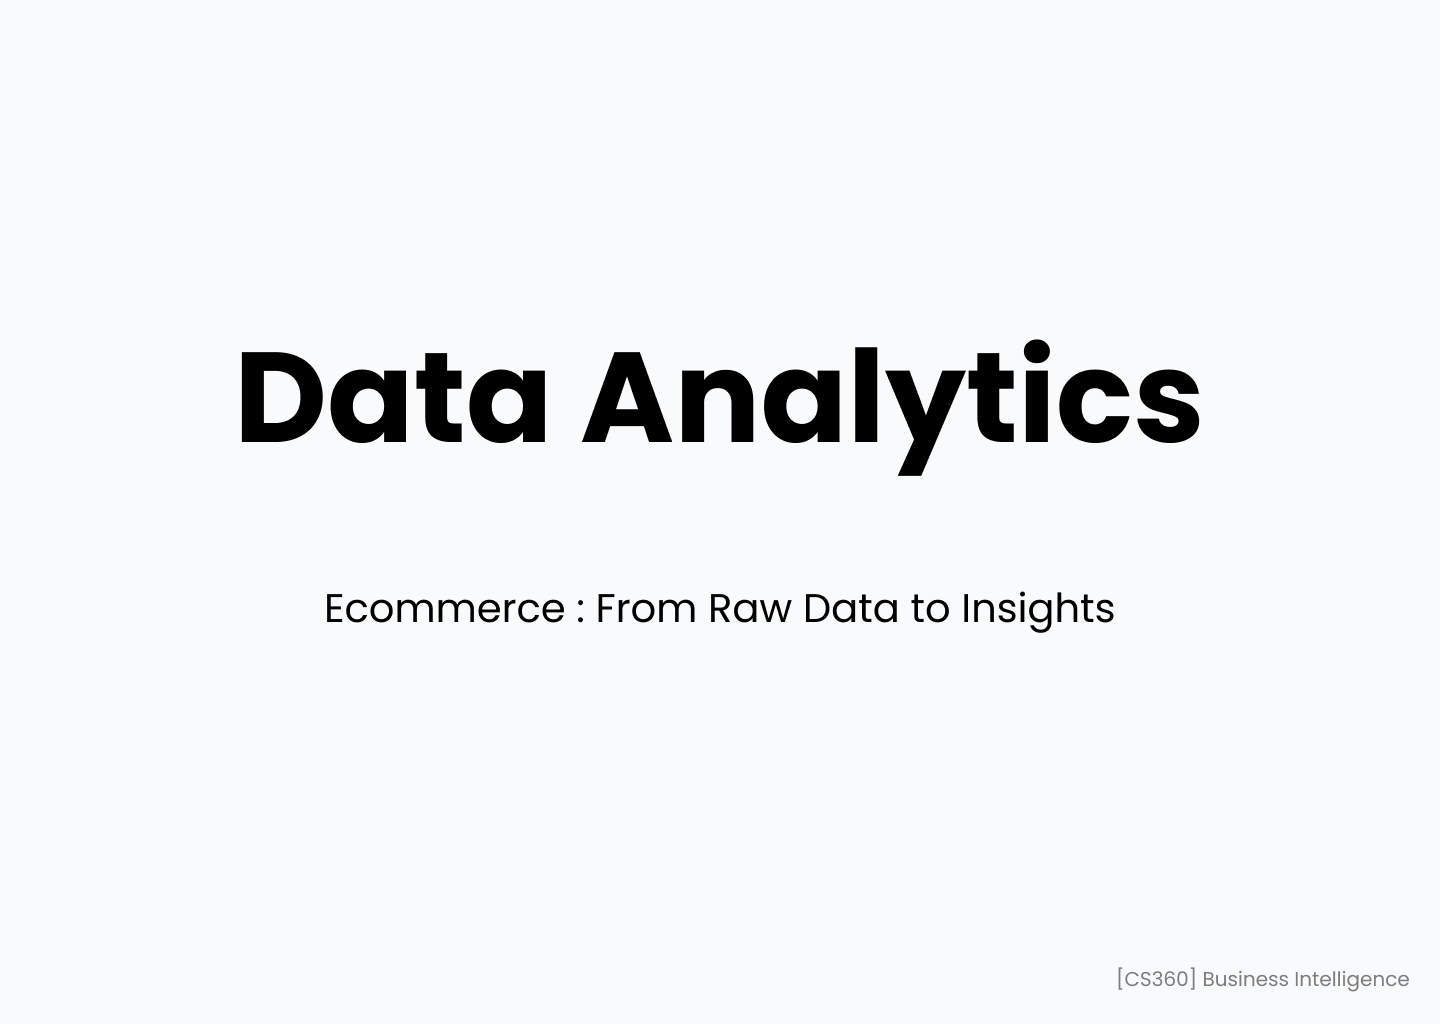 Data Analytics
Ecommerce : From Raw Data to Insights
[CS360] Business Intelligence